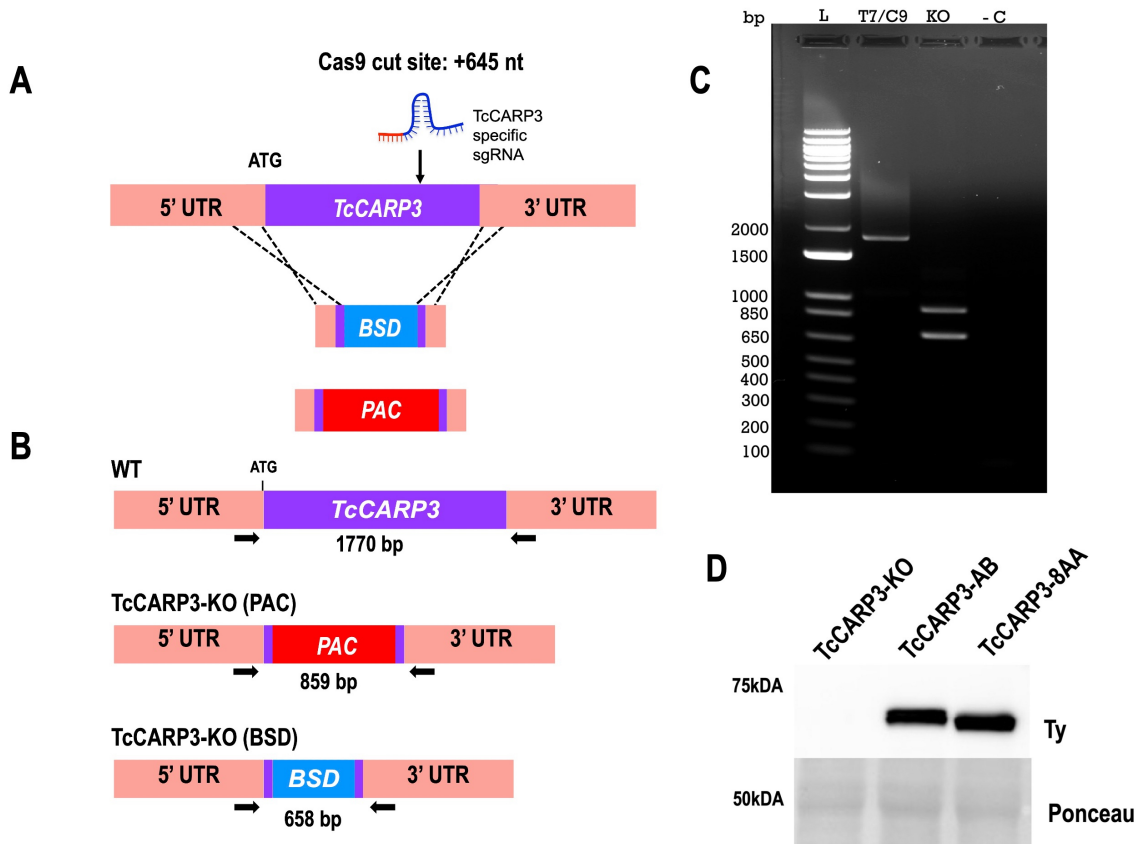 A
Cas9 cut site: +645 nt
TcCARP3
specific
sgRNA
ATG
5’ UTR
TcCARP3
3’ UTR
BSD
PAC
B
WT
ATG
5’ UTR
TcCARP3
3’ UTR
1770 bp
TcCARP3-KO (PAC)
5’ UTR
PAC
3’ UTR
859 bp
TcCARP3-KO (BSD)
5’ UTR
BSD
3’ UTR
658 bp
C
bp L T7/C9 KO - C
2000
1500
1000
850
650
500
400
300
200
100
D
TcCARP3-KO
TcCARP3-AB
TcCARP3-8AA
75kDA
Ty
50kDA
Ponceau